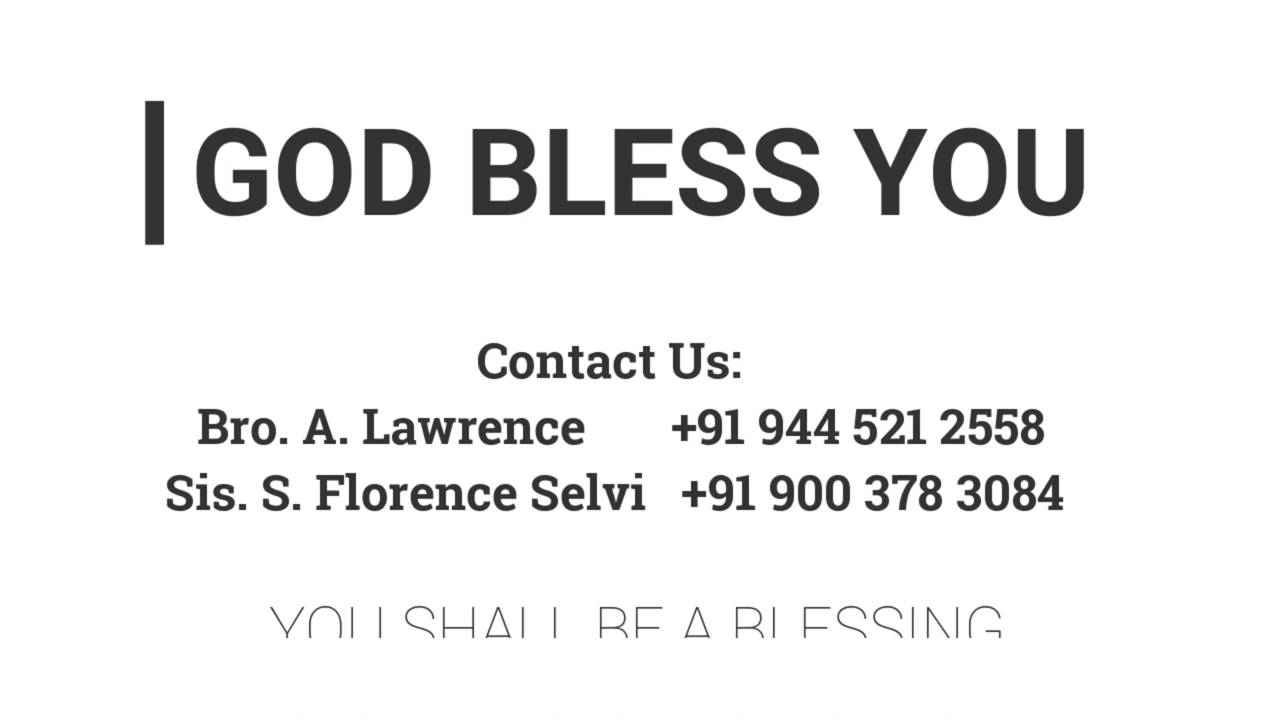 GOD BLESS YOU
Contact Us:
Bro. A. Lawrence +91 944 521 2558
Sis. S. Florence Selvi +91 900 378 3084
YOU SHALL BE A BLESSING